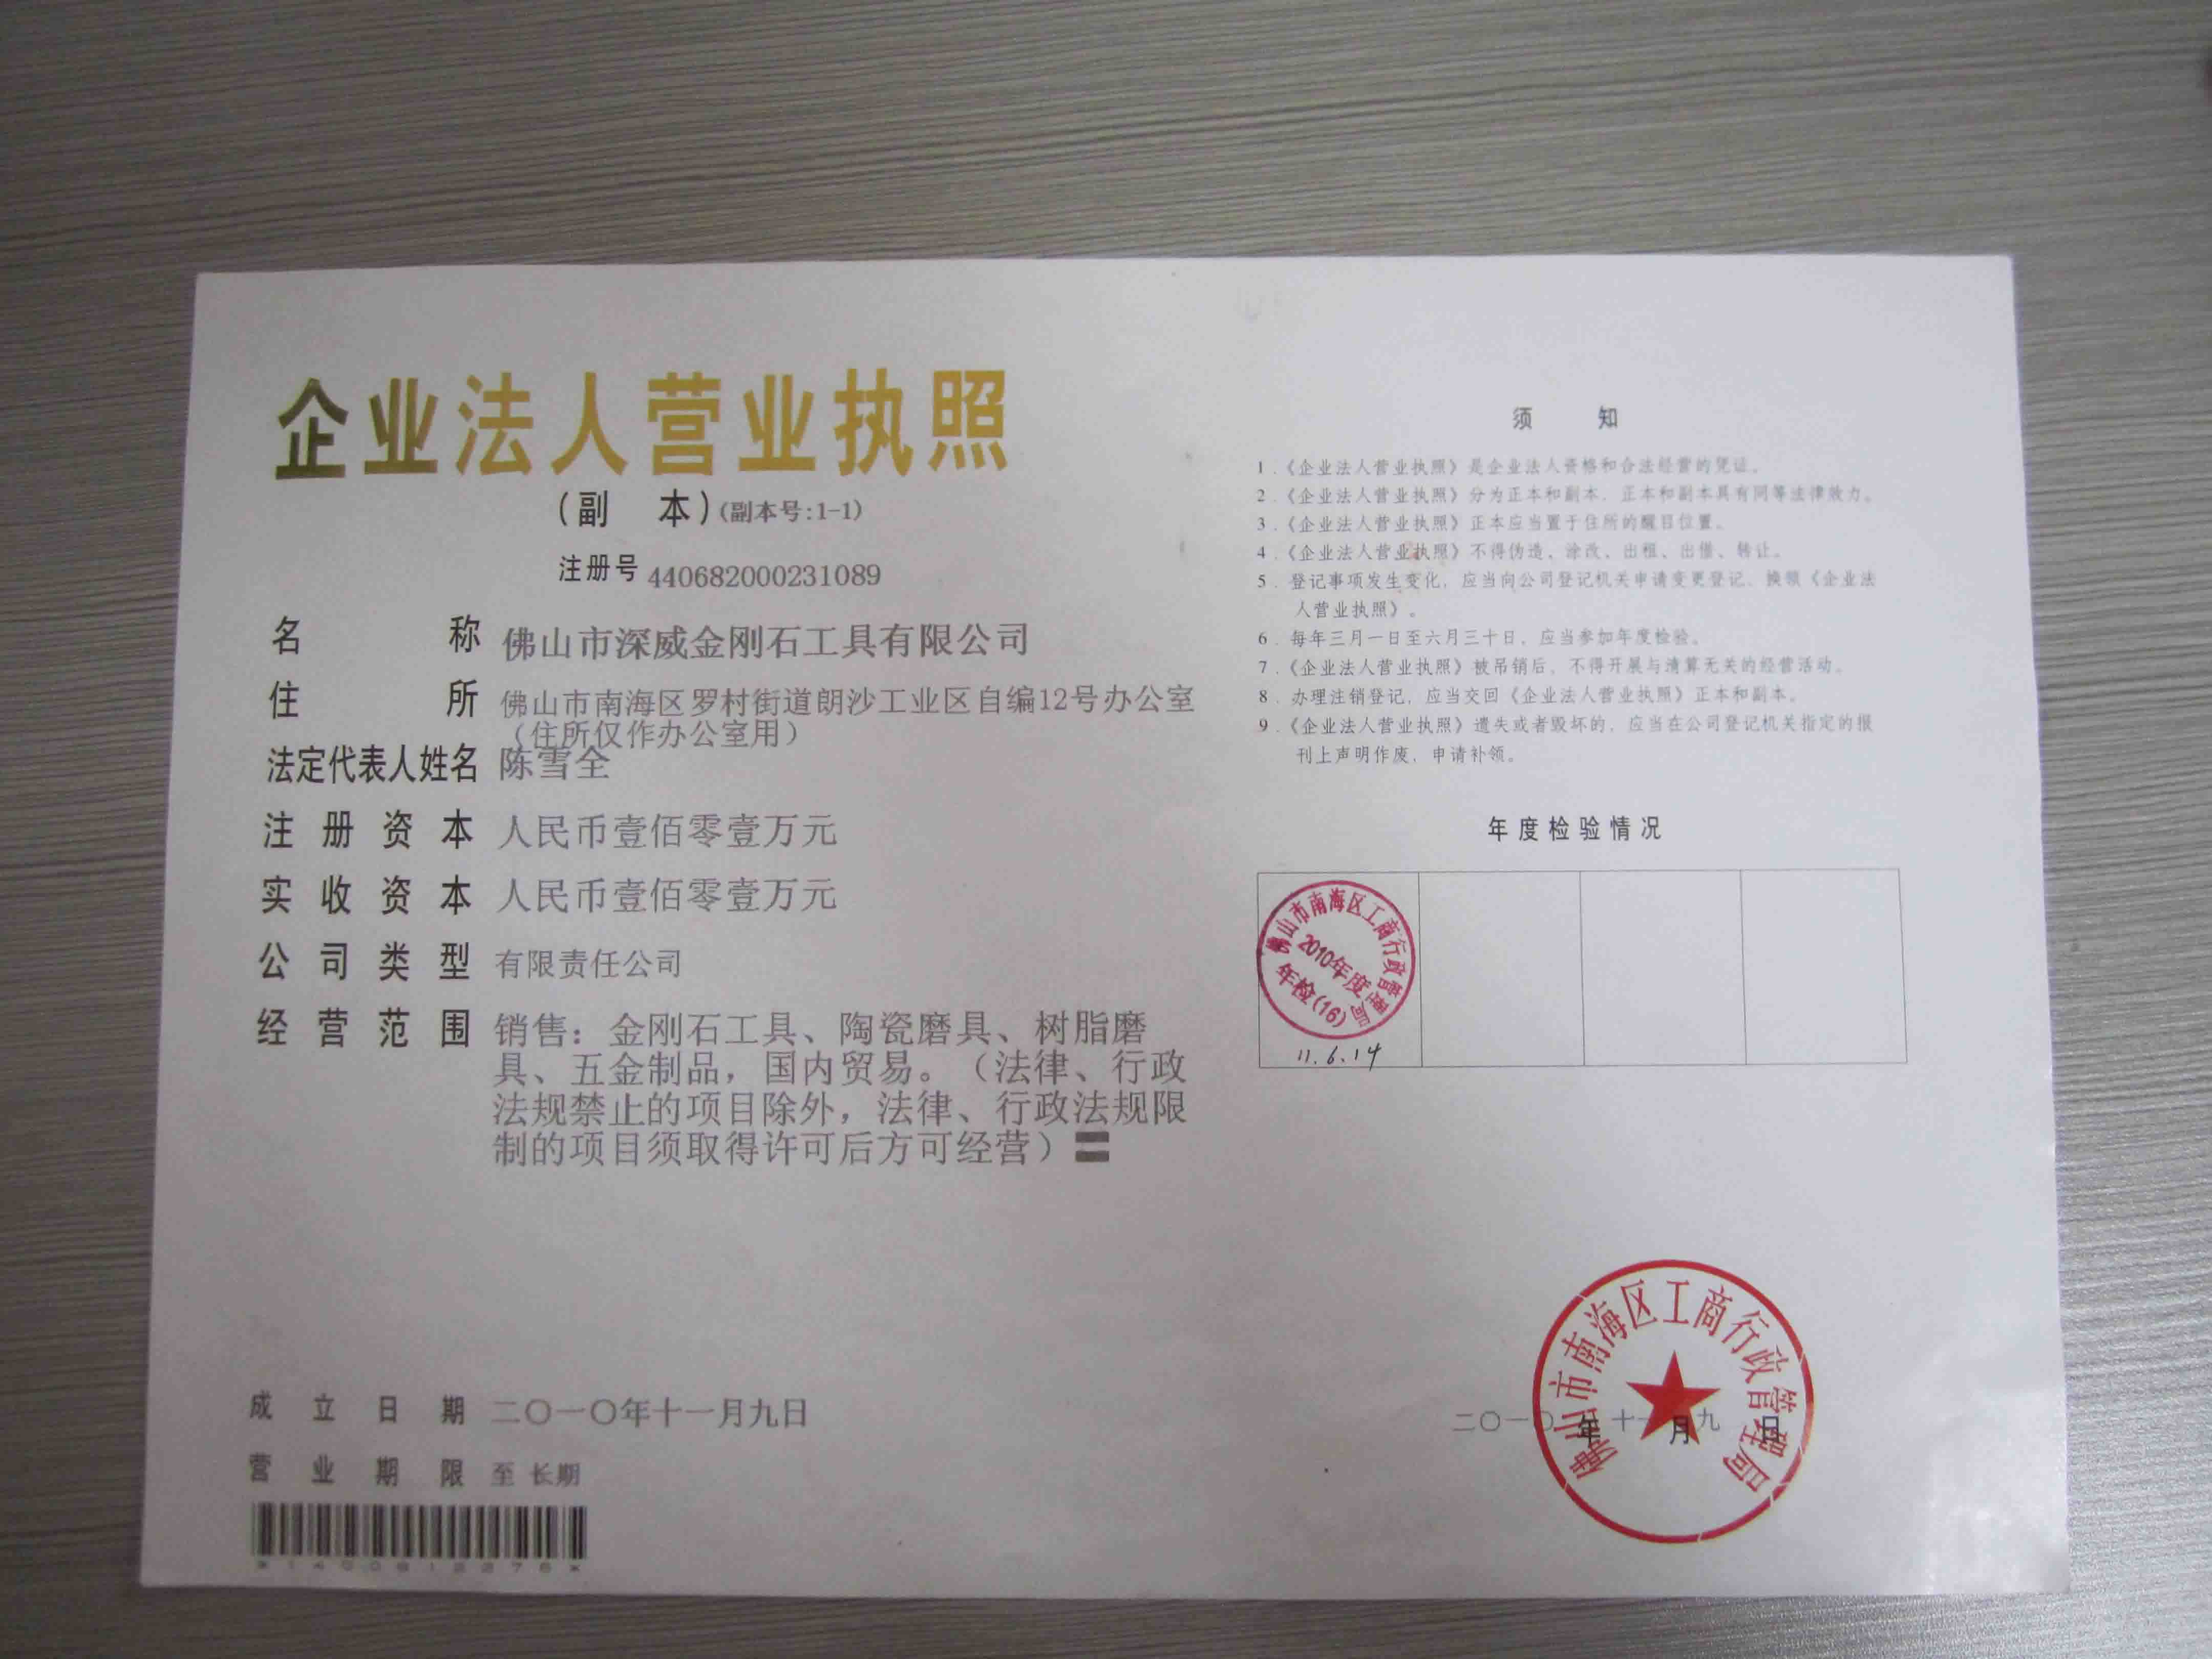 企业法人营业执照
(副 本)(副本号:1-1)
注册号 440682000231089
名 称 佛山市深威金刚石工具有限公司
住 所 佛山市南海区罗村街道朗沙工业区自编12号办公室
(住所仅作办公室用)
法定代表人姓名 陈雪全
注册资本 人民币壹佰零壹万元
实收资本 人民币壹佰零壹万元
公司类型 有限责任公司
经营范围 销售：金刚石工具、陶瓷磨具、树脂磨
具、五金制品，国内贸易。（法律、行政
法规禁止的项目除外，法律、行政法规限
制的项目须取得许可后方可经营）
成立日期 二〇一〇年十一月九日
营业期限 至 长期
须 知
1．《企业法人营业执照》是企业法人资格和合法经营的凭证。
2．《企业法人营业执照》分为正本和副本，正本和副本具有同等法律效力。
3．《企业法人营业执照》正本应当置于住所的醒目位置。
4．《企业法人营业执照》不得伪造、涂改、出租、出借、转让。
5．登记事项发生变化，应当向公司登记机关申请变更登记，换领《企业法
人营业执照》。
6．每年三月一日至六月三十日，应当参加年度检验。
7．《企业法人营业执照》被吊销后，不得开展与清算无关的经营活动。
8．办理注销登记，应当交回《企业法人营业执照》正本和副本。
9．《企业法人营业执照》遗失或者毁坏的，应当在公司登记机关指定的报
刊上声明作废，申请补领。
年度检验情况
佛山市南海区工商行政管理局
2010年度
年检(16)
11.6.14
佛山市南海区工商行政管理局
二〇一〇年十一月九日